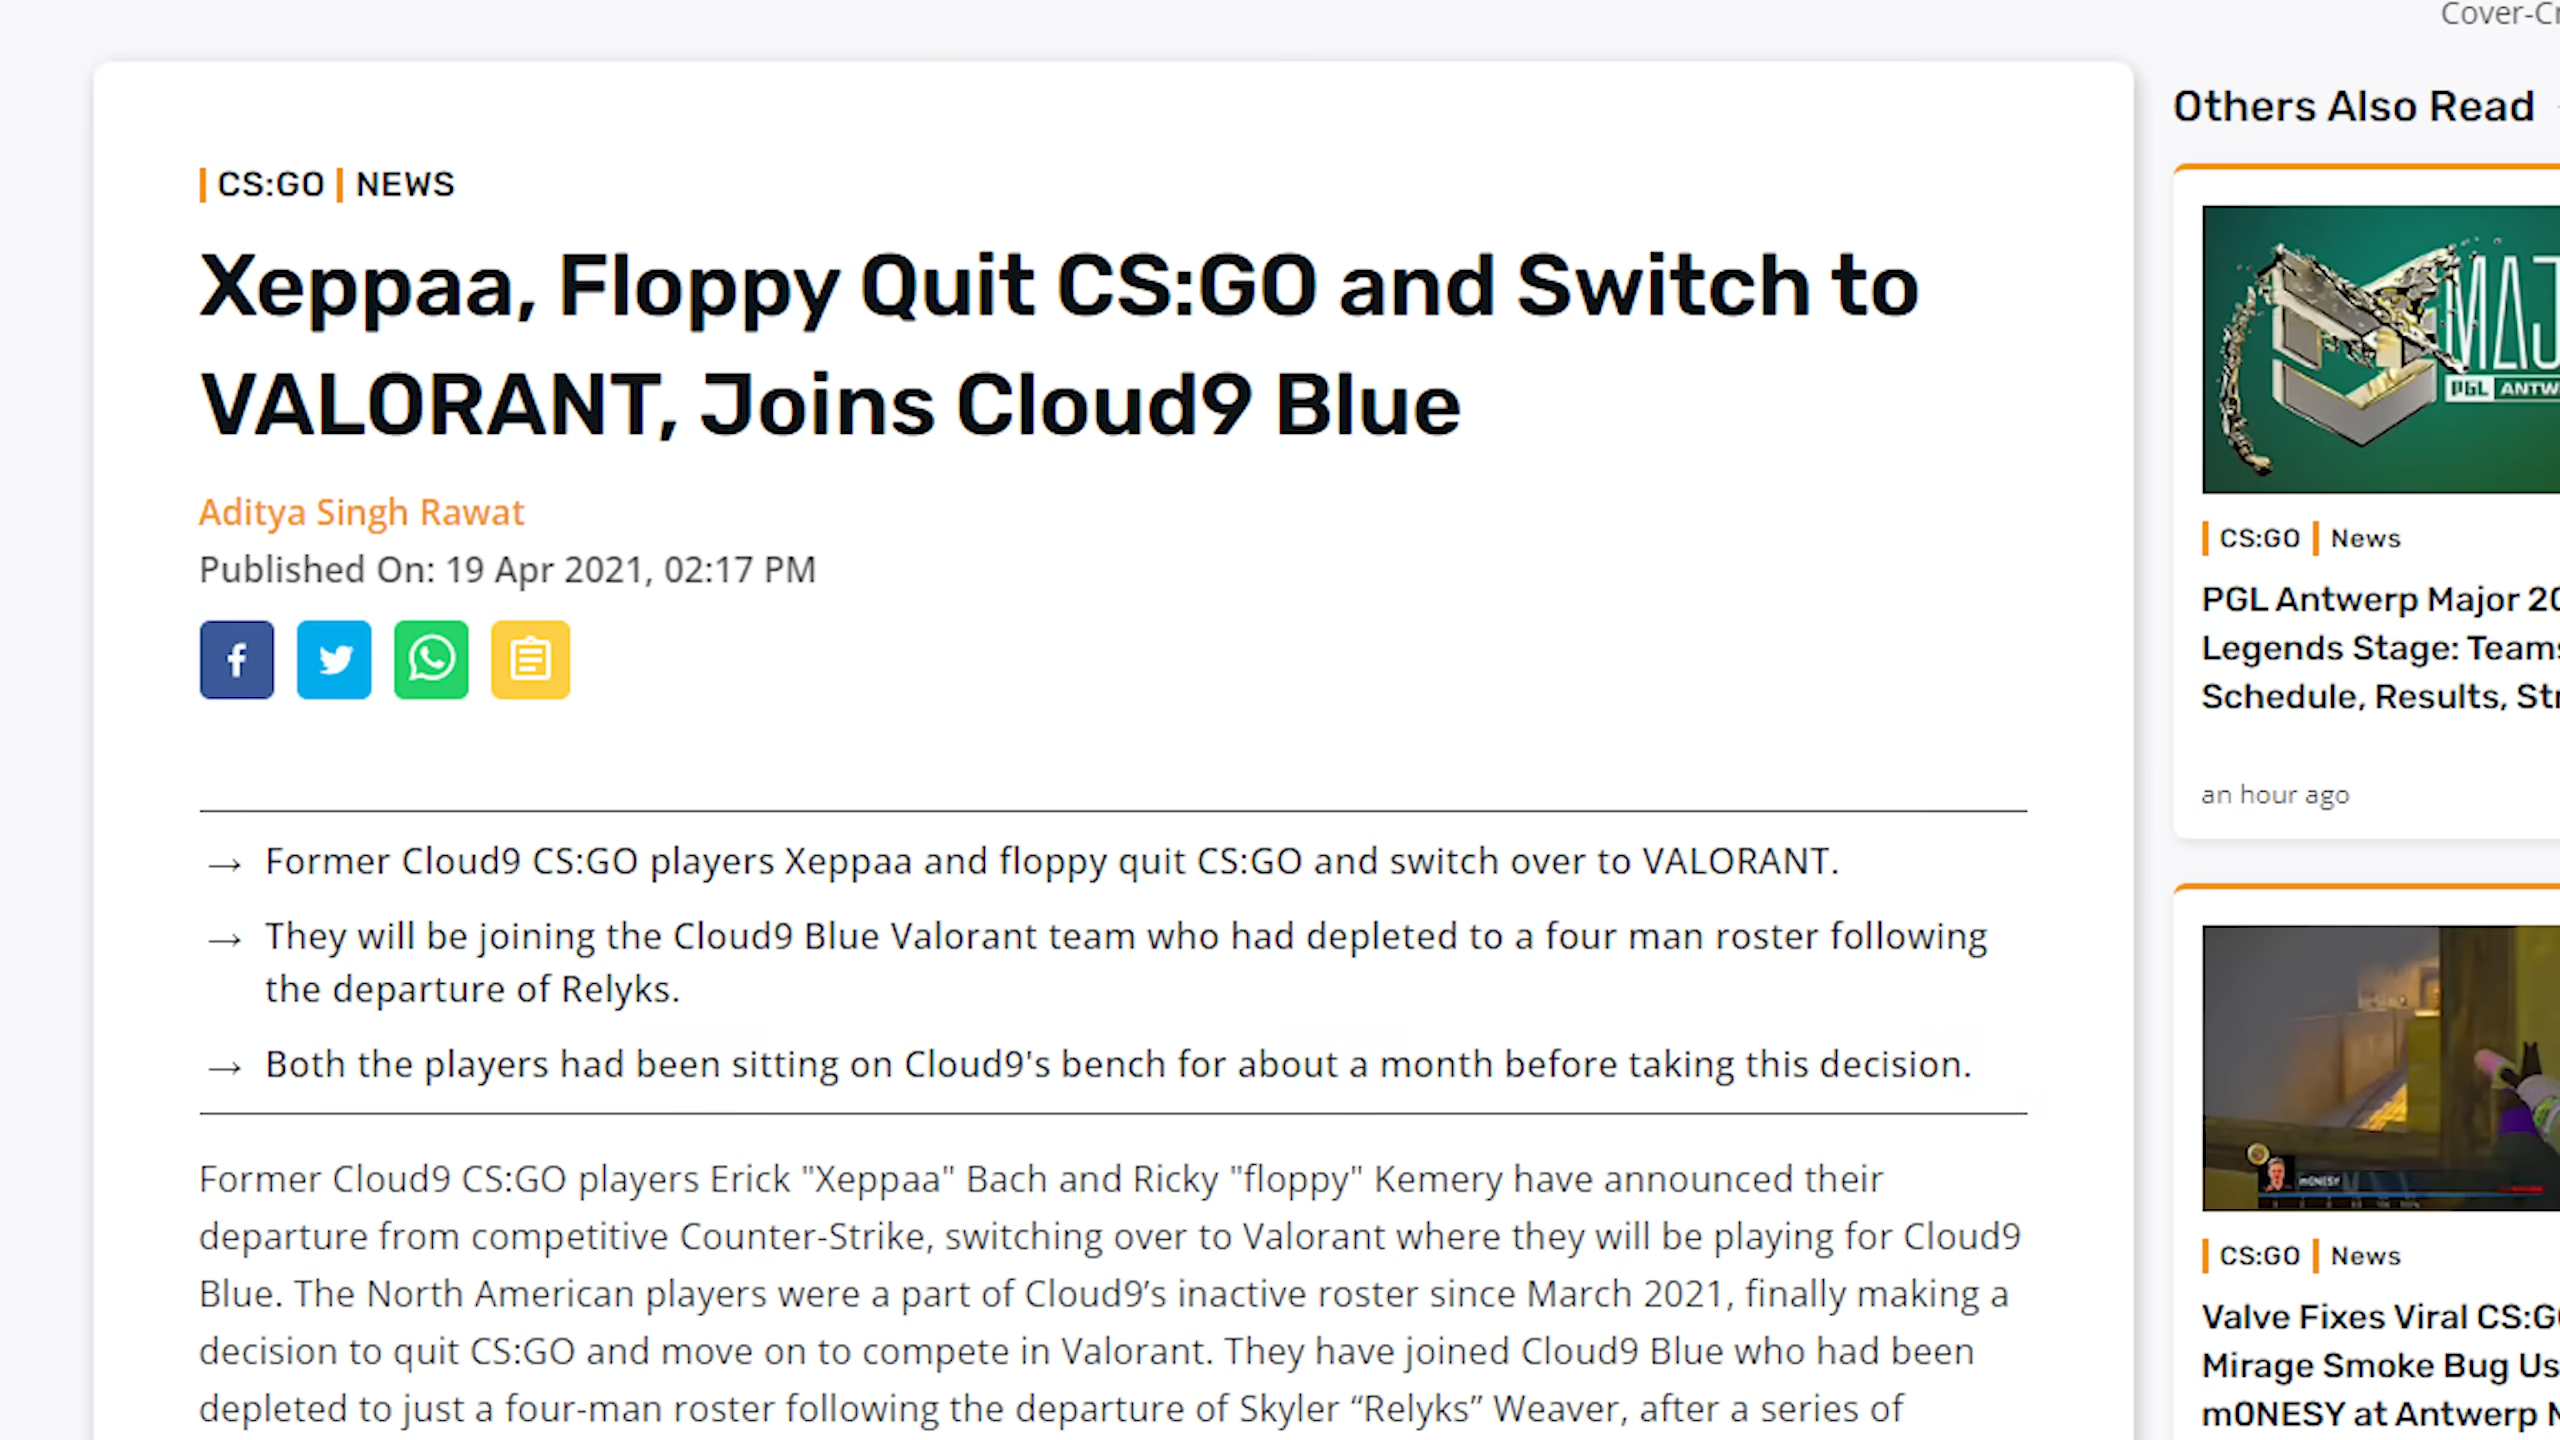 Cover-Cr
CS:GO | NEWS
Xeppaa, Floppy Quit CS:GO and Switch to
VALORANT, Joins Cloud9 Blue
Aditya Singh Rawat
Published On: 19 Apr 2021, 02:17 PM
→ Former Cloud9 CS:GO players Xeppaa and floppy quit CS:GO and switch over to VALORANT.
→ They will be joining the Cloud9 Blue Valorant team who had depleted to a four man roster following
the departure of Relyks.
→ Both the players had been sitting on Cloud9's bench for about a month before taking this decision.
Former Cloud9 CS:GO players Erick "Xeppaa" Bach and Ricky "floppy" Kemery have announced their
departure from competitive Counter-Strike, switching over to Valorant where they will be playing for Cloud9
Blue. The North American players were a part of Cloud9’s inactive roster since March 2021, finally making a
decision to quit CS:GO and move on to compete in Valorant. They have joined Cloud9 Blue who had been
depleted to just a four-man roster following the departure of Skyler “Relyks” Weaver, after a series of
Others Also Read
MAJ
PGL ANTW
CS:GO | News
PGL Antwerp Major 20
Legends Stage: Teams
Schedule, Results, Str
an hour ago
m0NESY
CS:GO | News
Valve Fixes Viral CS:GO
Mirage Smoke Bug Us
m0NESY at Antwerp M